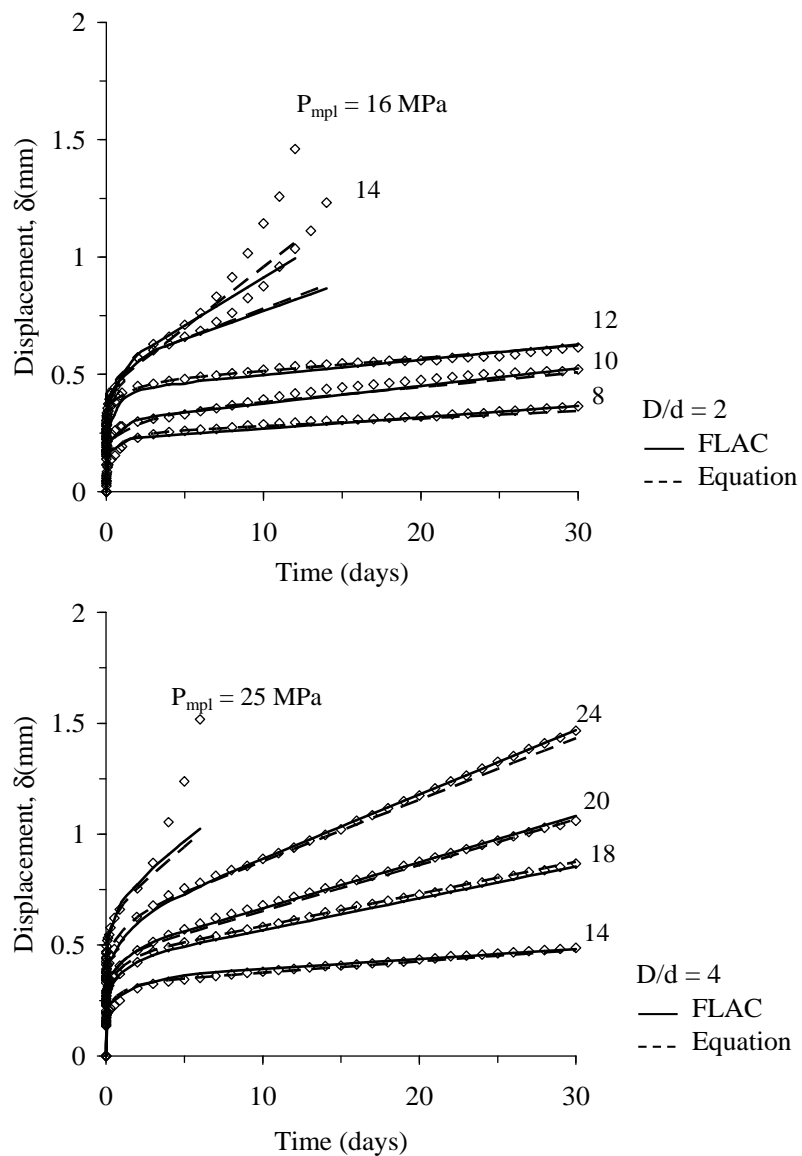 2
P_mpl = 16 MPa
1.5
14
Displacement, δ(mm)
1
12
10
0.5
8
D/d = 2
FLAC
Equation
0
0
10
20
30
Time (days)
2
P_mpl = 25 MPa
24
1.5
Displacement, δ(mm)
20
1
18
0.5
14
D/d = 4
FLAC
Equation
0
0
10
20
30
Time (days)